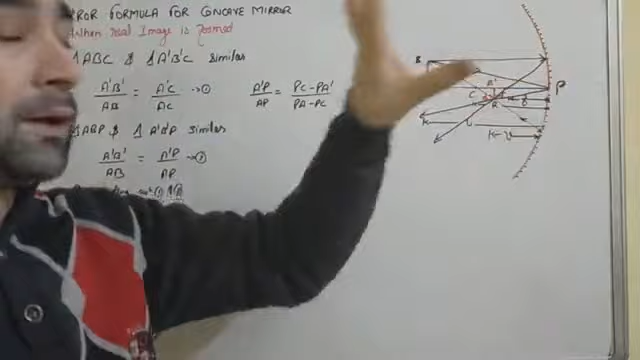 ROR FORMULA FOR CONCAVE MIRROR
When real Image is formed
Δ ABC & Δ A'B'C similar
A'B'/AB = A'C/AC → ①
A'P/AP = PC-PA'/PA-PC
Δ ABP & Δ A'B'P similar
A'B'/AB = A'P/AP → ②
B
A'
C
P